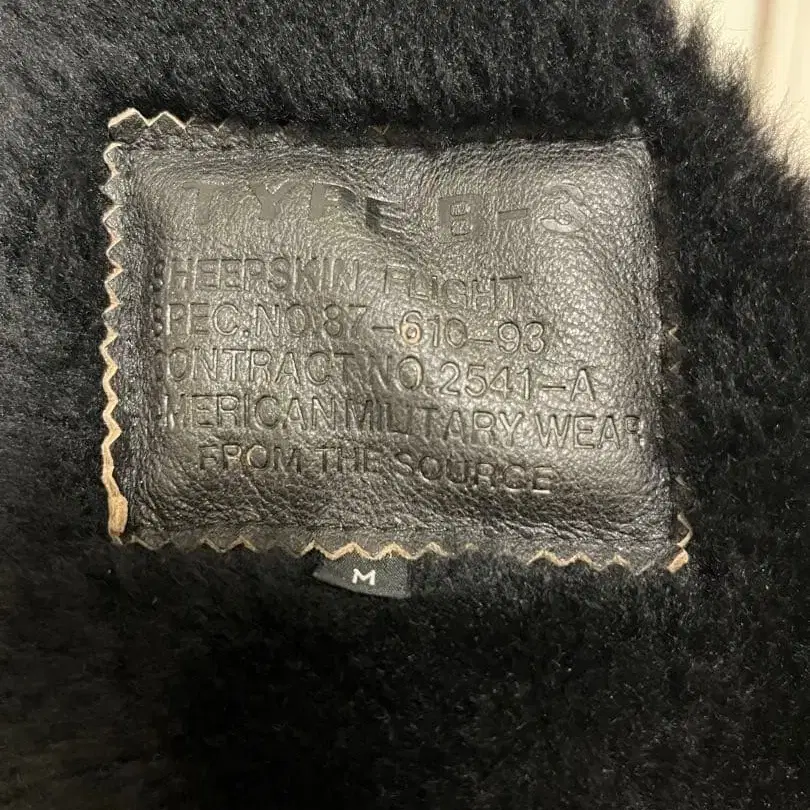 TYPE B-3
SHEEPSKIN FLIGHT
SPEC.NO.87-610-93
CONTRACT NO.2541-A
AMERICAN MILITARY WEAR
FROM THE SOURCE
M